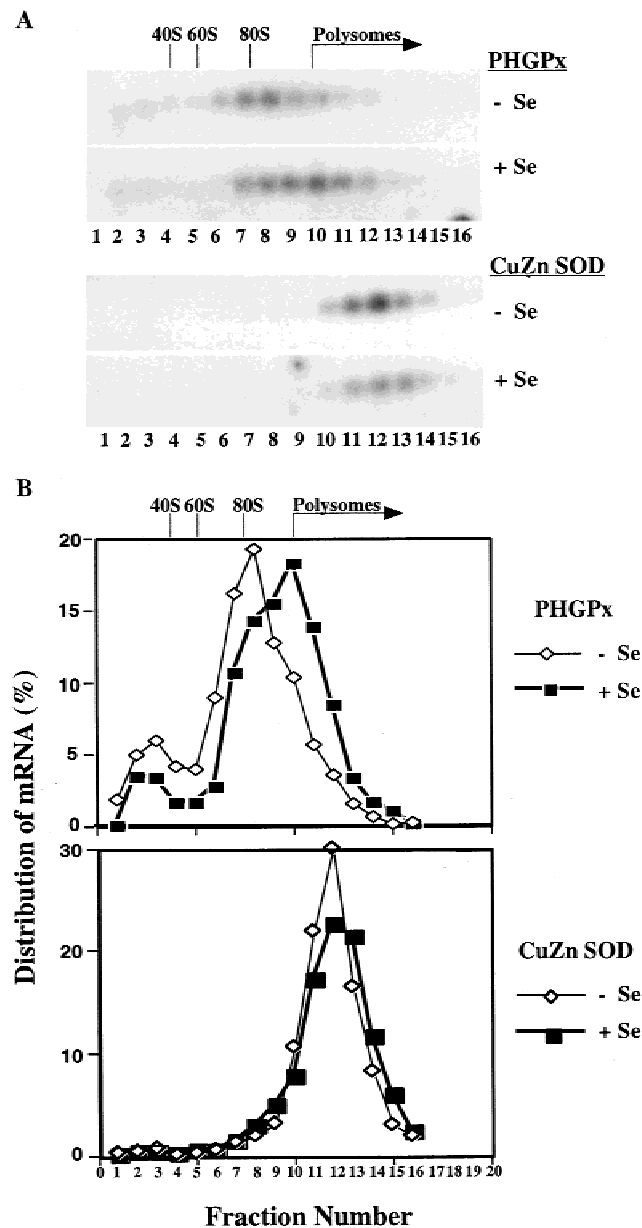 A
40S 60S 80S Polysomes
PHGPx
- Se
+ Se
1 2 3 4 5 6 7 8 9 10 11 12 13 14 15 16
CuZn SOD
- Se
+ Se
1 2 3 4 5 6 7 8 9 10 11 12 13 14 15 16
B
40S 60S 80S Polysomes
20
15
10
5
0
PHGPx
- Se
+ Se
Distribution of mRNA (%)
30
20
10
0
CuZn SOD
- Se
+ Se
0 1 2 3 4 5 6 7 8 9 10 11 12 13 14 15 16 17 18 19 20
Fraction Number